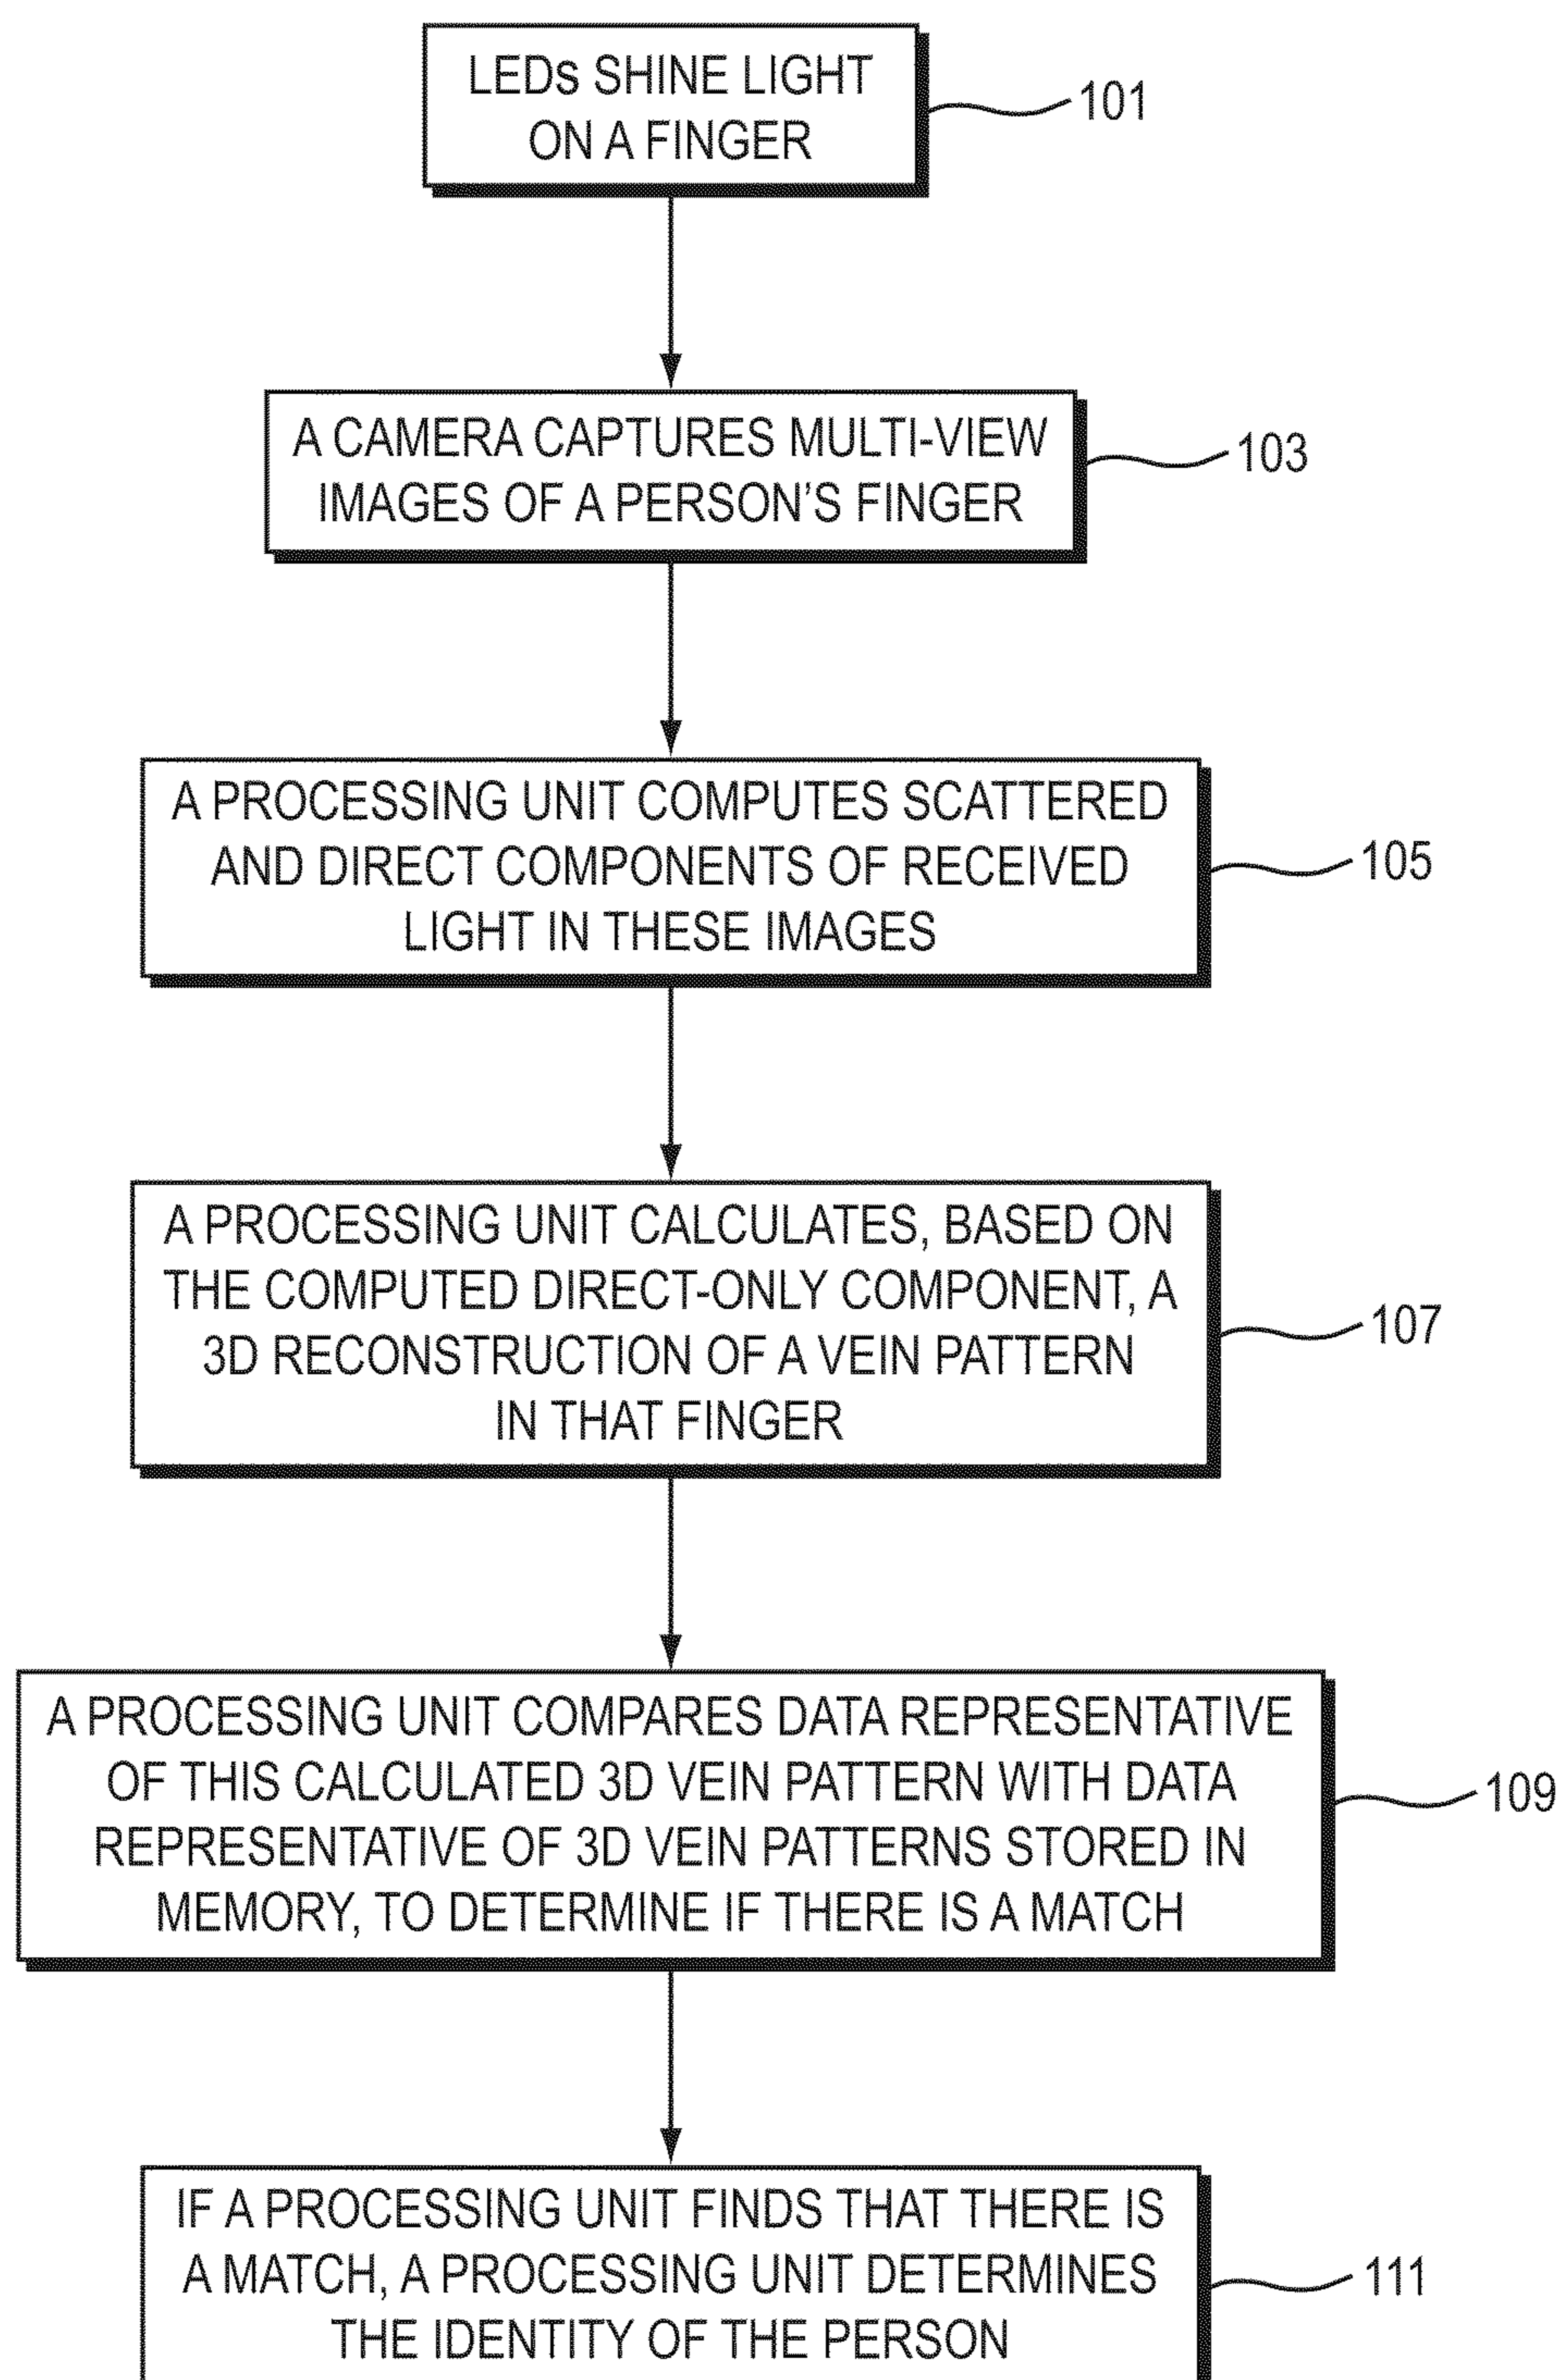 LEDs SHINE LIGHT
ON A FINGER
101
A CAMERA CAPTURES MULTI-VIEW
IMAGES OF A PERSON'S FINGER
103
A PROCESSING UNIT COMPUTES SCATTERED
AND DIRECT COMPONENTS OF RECEIVED
LIGHT IN THESE IMAGES
105
A PROCESSING UNIT CALCULATES, BASED ON
THE COMPUTED DIRECT-ONLY COMPONENT, A
3D RECONSTRUCTION OF A VEIN PATTERN
IN THAT FINGER
107
A PROCESSING UNIT COMPARES DATA REPRESENTATIVE
OF THIS CALCULATED 3D VEIN PATTERN WITH DATA
REPRESENTATIVE OF 3D VEIN PATTERNS STORED IN
MEMORY, TO DETERMINE IF THERE IS A MATCH
109
IF A PROCESSING UNIT FINDS THAT THERE IS
A MATCH, A PROCESSING UNIT DETERMINES
THE IDENTITY OF THE PERSON
111